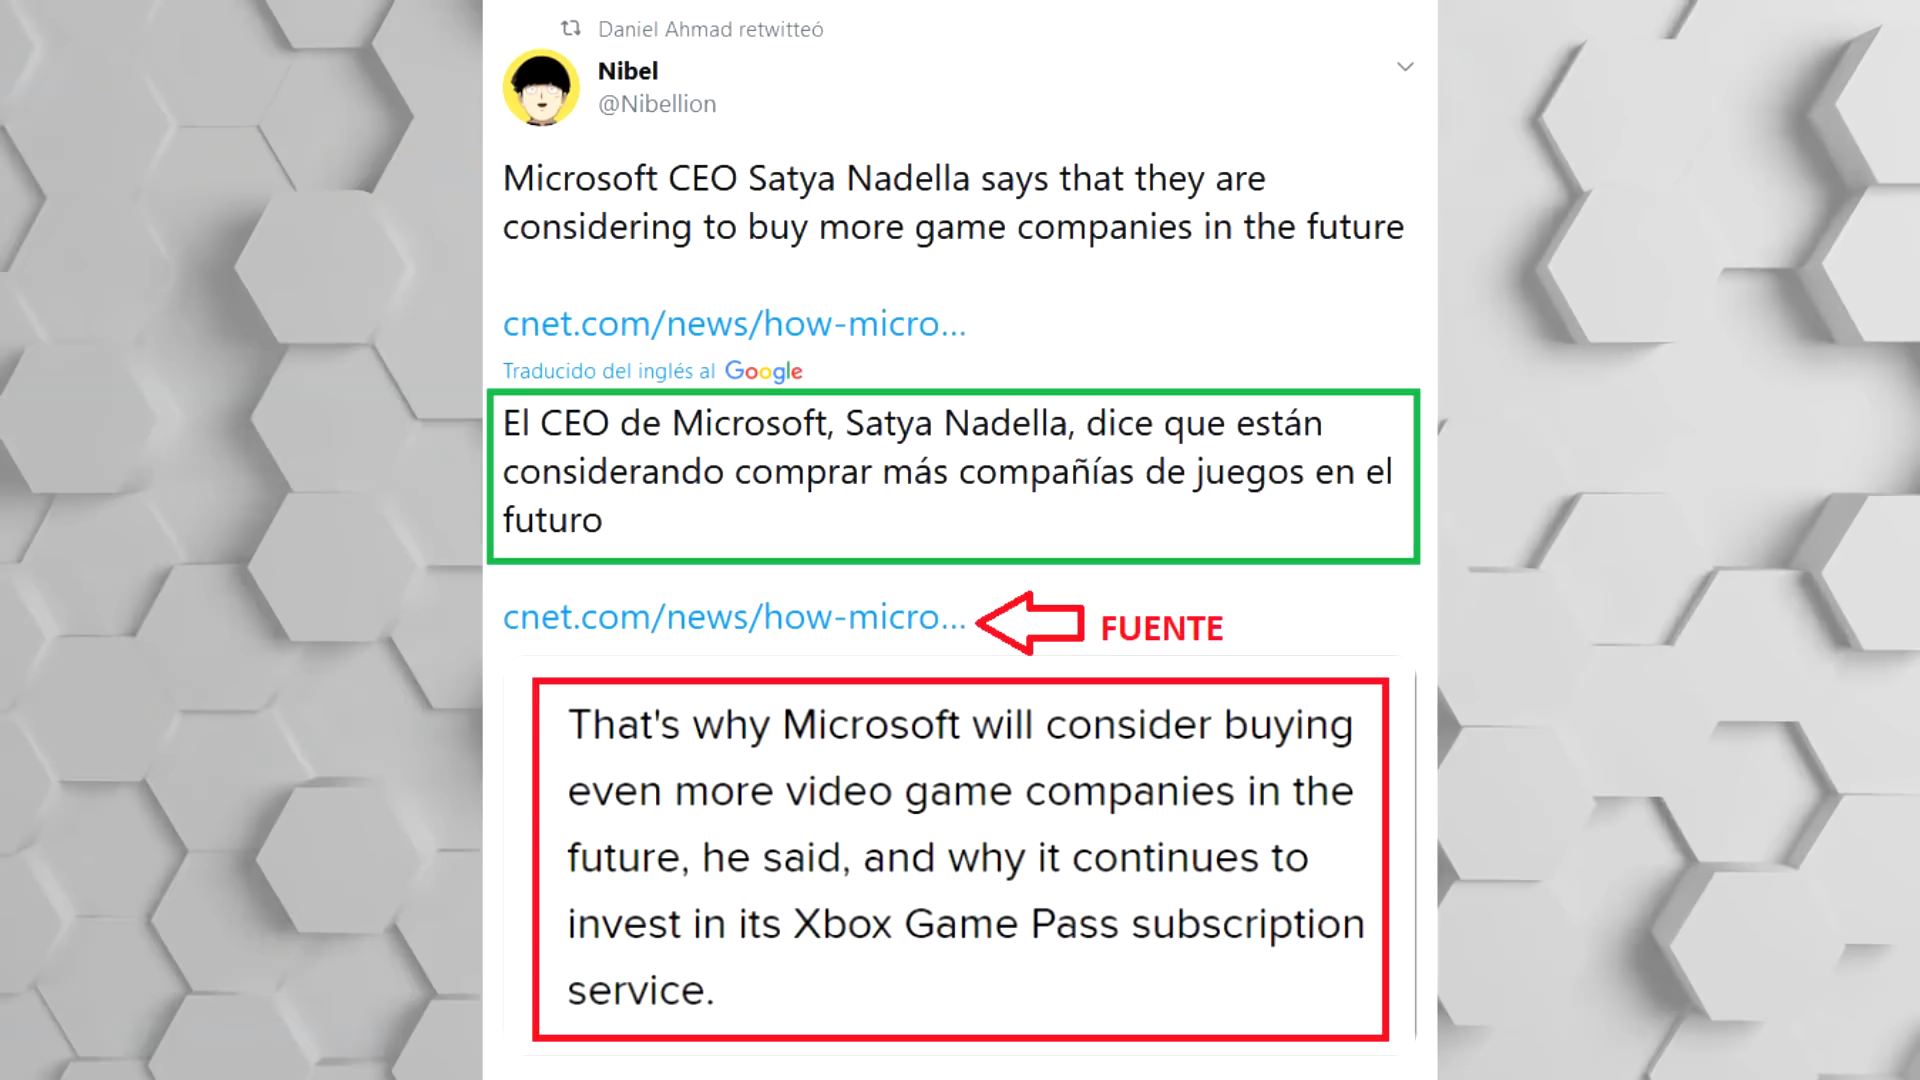 Daniel Ahmad retwitteó
Nibel
@Nibellion
Microsoft CEO Satya Nadella says that they are
considering to buy more game companies in the future
cnet.com/news/how-micro...
Traducido del inglés al Google
El CEO de Microsoft, Satya Nadella, dice que están
considerando comprar más compañías de juegos en el
futuro
cnet.com/news/how-micro...
FUENTE
That's why Microsoft will consider buying
even more video game companies in the
future, he said, and why it continues to
invest in its Xbox Game Pass subscription
service.